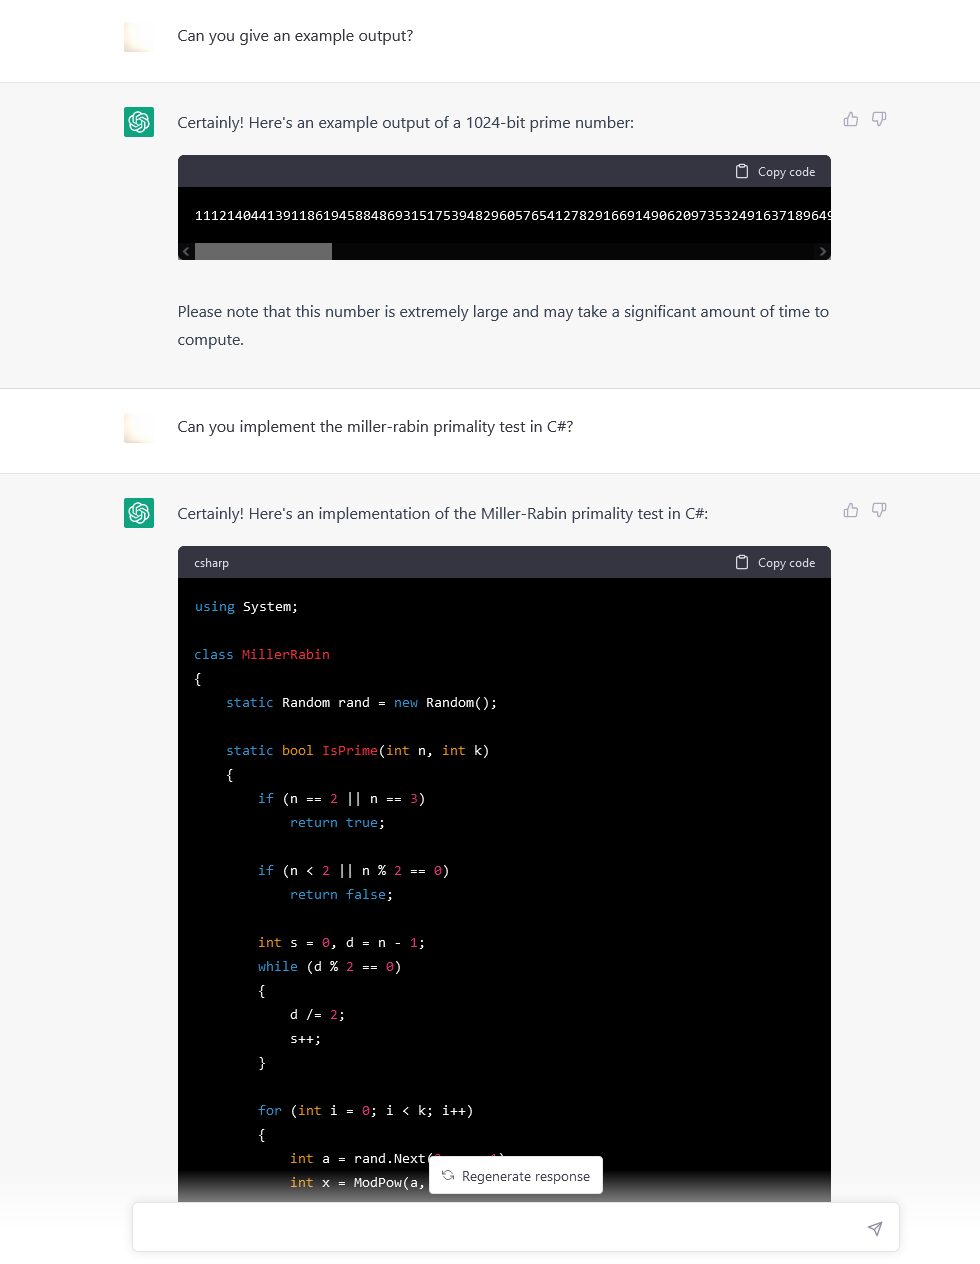 Can you give an example output?
Certainly! Here's an example output of a 1024-bit prime number:
Copy code
11121404413911861945884869315175394829605765412782916691490620973532491637189649
Please note that this number is extremely large and may take a significant amount of time to
compute.
Can you implement the miller-rabin primality test in C#?
Certainly! Here's an implementation of the Miller-Rabin primality test in C#:
csharp Copy code
using System;
class MillerRabin
{
static Random rand = new Random();
static bool IsPrime(int n, int k)
{
if (n == 2 || n == 3)
return true;
if (n < 2 || n % 2 == 0)
return false;
int s = 0, d = n - 1;
while (d % 2 == 0)
{
d /= 2;
s++;
}
for (int i = 0; i < k; i++)
{
int a = rand.Next(
Regenerate response
int x = ModPow(a,